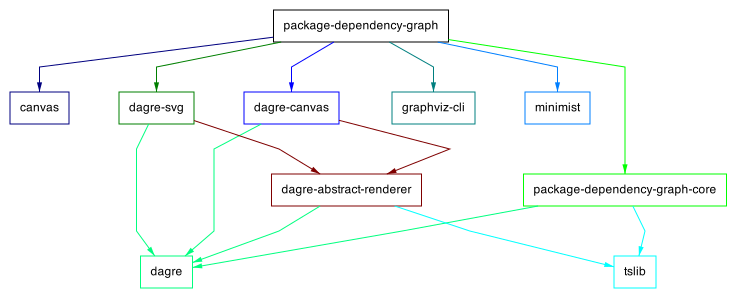 package-dependency-graph
canvas
dagre-svg
dagre-canvas
graphviz-cli
minimist
dagre-abstract-renderer
package-dependency-graph-core
dagre
tslib